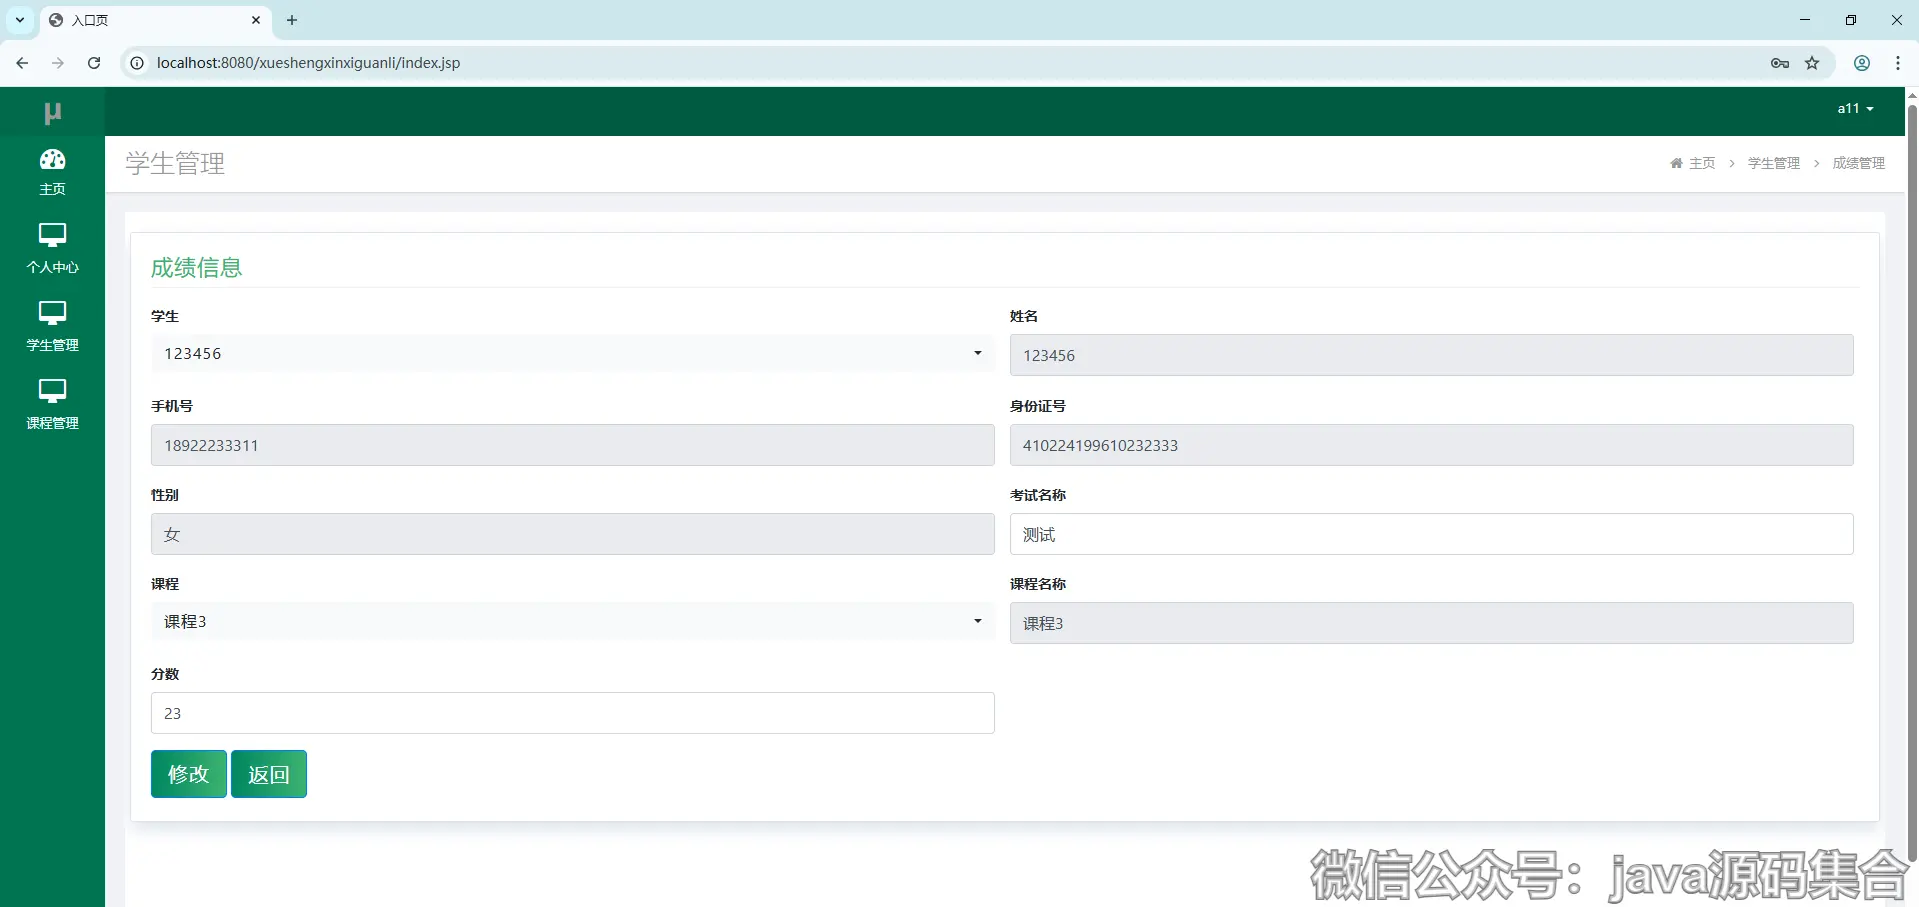 入口页
localhost:8080/xueshengxinxiguanli/index.jsp
μ
a11
主页
个人中心
学生管理
课程管理
学生管理
主页 > 学生管理 > 成绩管理
成绩信息
学生
姓名
123456
123456
手机号
身份证号
18922233311
410224199610232333
性别
考试名称
女
测试
课程
课程名称
课程3
课程3
分数
23
修改 返回
微信公众号：java源码集合